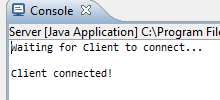 Console
Server [Java Application] C:\Program File
Waiting for Client to connect...
Client connected!